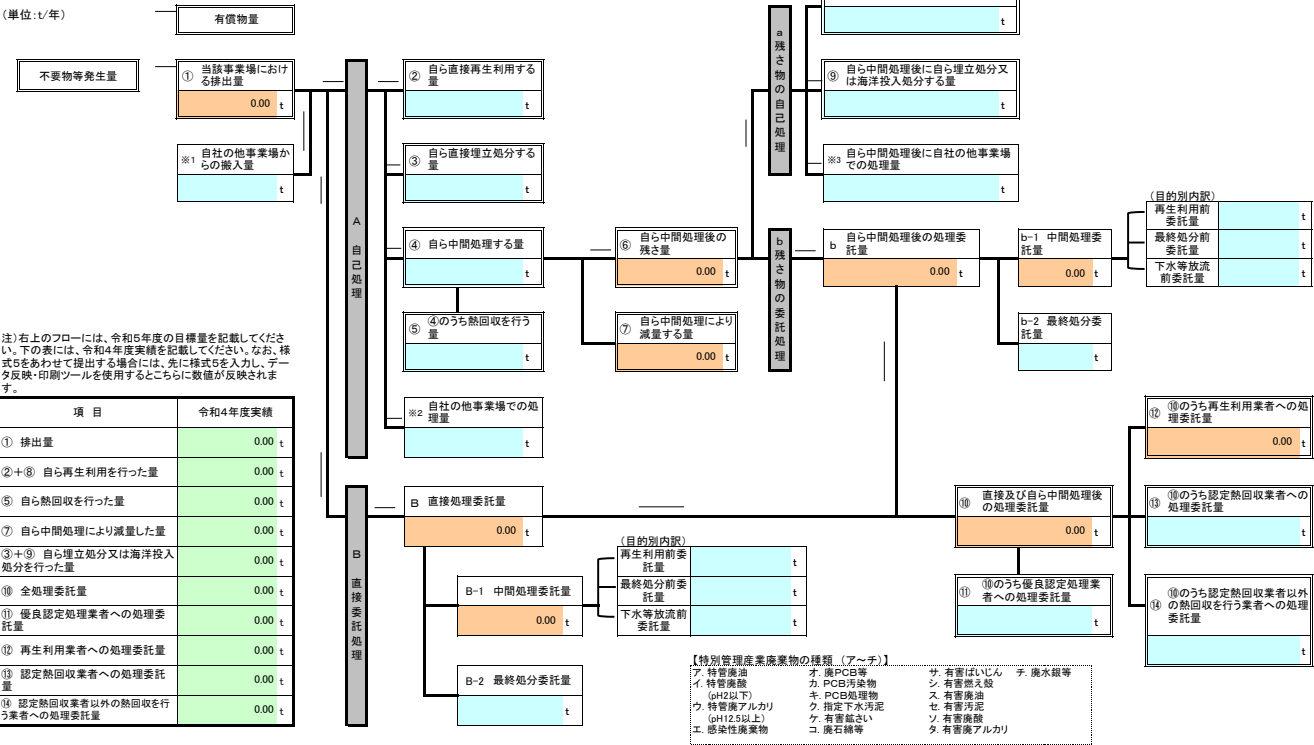 (単位:t/年)
有償物量
不要物等発生量
① 当該事業場におけ
る排出量
0.00 t
※1 自社の他事業場か
らの搬入量
t
A 自己処理
② 自ら直接再生利用する
量
t
③ 自ら直接埋立処分する
量
t
④ 自ら中間処理する量
t
⑤ ④のうち熱回収を行う
量
t
※2 自社の他事業場での処
理量
t
⑥ 自ら中間処理後の
残さ量
0.00 t
⑦ 自ら中間処理により
減量する量
0.00 t
a 残さ物の自己処理
t
⑨ 自ら中間処理後に自ら埋立処分又
は海洋投入処分する量
t
※3 自ら中間処理後に自社の他事業場
での処理量
t
b 残さ物の委託処理
b 自ら中間処理後の処理委
託量
0.00 t
b-1 中間処理委
託量
0.00 t
b-2 最終処分委
託量
t
(目的別内訳)
再生利用前
委託量
t
最終処分前
委託量
t
下水等放流
前委託量
t
注)右上のフローには、令和5年度の目標量を記載してくださ
い。下の表には、令和4年度実績を記載してください。なお、様
式5をあわせて提出する場合には、先に様式5を入力し、デー
タ反映・印刷ツールを使用するとこちらに数値が反映されま
す。
項 目 令和4年度実績
① 排出量 0.00 t
②+⑧ 自ら再生利用を行った量 0.00 t
⑤ 自ら熱回収を行った量 0.00 t
⑦ 自ら中間処理により減量した量 0.00 t
③+⑨ 自ら埋立処分又は海洋投入
処分を行った量 0.00 t
⑩ 全処理委託量 0.00 t
⑪ 優良認定処理業者への処理委
託量 0.00 t
⑫ 再生利用業者への処理委託量 0.00 t
⑬ 認定熱回収業者への処理委託
量 0.00 t
⑭ 認定熱回収業者以外の熱回収を行
う業者への処理委託量 0.00 t
B 直接委託処理
B 直接処理委託量
0.00 t
B-1 中間処理委託量
0.00 t
B-2 最終処分委託量
t
(目的別内訳)
再生利用前委
託量
t
最終処分前委
託量
t
下水等放流前
委託量
t
⑩ 直接及び自ら中間処理後
の処理委託量
0.00 t
⑪ ⑩のうち優良認定処理業
者への処理委託量
t
⑫ ⑩のうち再生利用業者への処
理委託量
0.00 t
⑬ ⑩のうち認定熱回収業者への処
理委託量
t
⑭ ⑩のうち認定熱回収業者以外
の熱回収を行う業者への処理
委託量
t
【特別管理産業廃棄物の種類 (ア~チ)】
ア. 特管廃油 オ. 廃PCB等 サ. 有害ばいじん チ. 廃水銀等
イ. 特管廃酸 カ. PCB汚染物 シ. 有害燃え殻
(pH2以下) キ. PCB処理物 ス. 有害廃油
ウ. 特管廃アルカリ ク. 指定下水汚泥 セ. 有害汚泥
(pH12.5以上) ケ. 有害鉱さい ソ. 有害廃酸
エ. 感染性廃棄物 コ. 廃石綿等 タ. 有害廃アルカリ